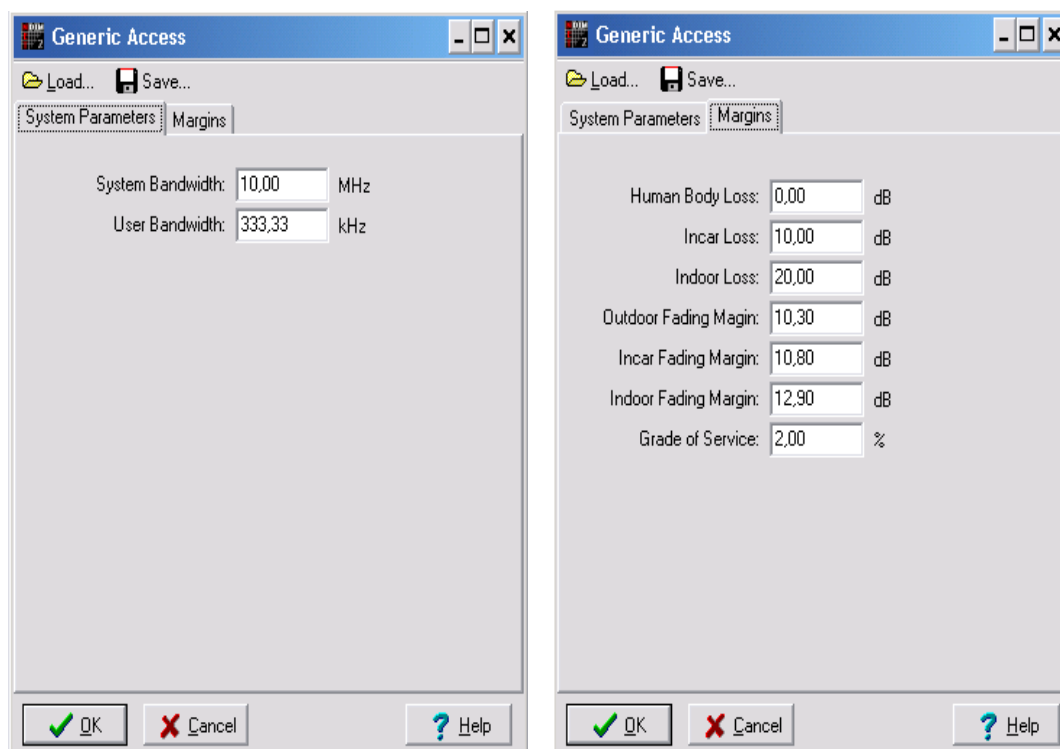 Generic Access
Load... Save...
System Parameters Margins
System Bandwidth: 10,00 MHz
User Bandwidth: 333,33 kHz
OK Cancel Help
Generic Access
Load... Save...
System Parameters Margins
Human Body Loss: 0,00 dB
Incar Loss: 10,00 dB
Indoor Loss: 20,00 dB
Outdoor Fading Magin: 10,30 dB
Incar Fading Margin: 10,80 dB
Indoor Fading Margin: 12,90 dB
Grade of Service: 2,00 %
OK Cancel Help